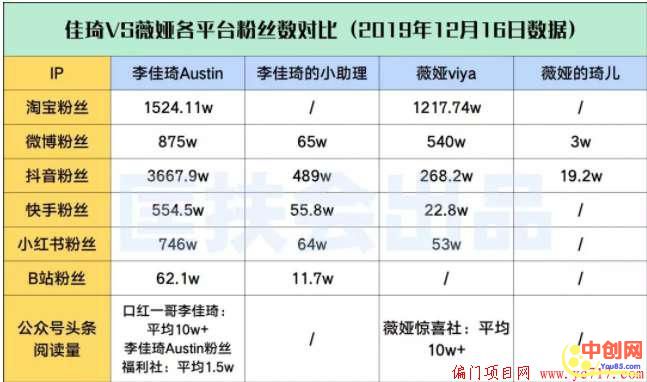 佳琦VS薇娅各平台粉丝数对比（2019年12月16日数据）
IP 李佳琦Austin 李佳琦的小助理 薇娅viya 薇娅的琦儿
淘宝粉丝 1524.11w / 1217.74w /
微博粉丝 875w 65w 540w 3w
抖音粉丝 3667.9w 489w 268.2w 19.2w
快手粉丝 554.5w 55.8w 22.8w /
小红书粉丝 746w 64w 53w /
B站粉丝 62.1w 11.7w / /
公众号头条
阅读量
口红一哥李佳琦：
平均10w+
李佳琦Austin粉丝
福利社：平均1.5w
/
薇娅惊喜社：平均
10w+
匡扶会出品
中创网
You85.com
偏门项目网 www.yc717.com